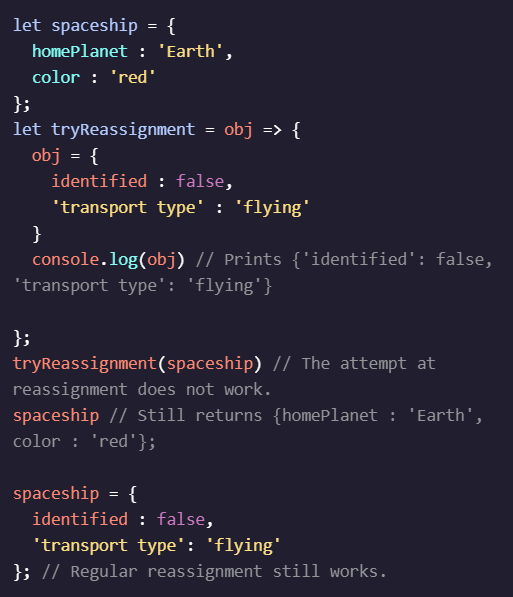 let spaceship = {
  homePlanet : 'Earth',
  color : 'red'
};
let tryReassignment = obj => {
  obj = {
    identified : false,
    'transport type' : 'flying'
  }
  console.log(obj) // Prints {'identified': false,
'transport type': 'flying'}

};
tryReassignment(spaceship) // The attempt at
reassignment does not work.
spaceship // Still returns {homePlanet : 'Earth',
color : 'red'};

spaceship = {
  identified : false,
  'transport type': 'flying'
}; // Regular reassignment still works.